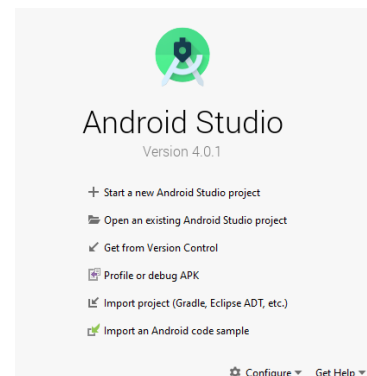 Android Studio
Version 4.0.1
Start a new Android Studio project
Open an existing Android Studio project
Get from Version Control
Profile or debug APK
Import project (Gradle, Eclipse ADT, etc.)
Import an Android code sample
Configure Get Help